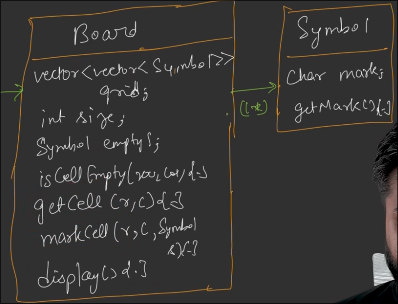 Board
vector<vector<Symbol>>
grid;
int size;
Symbol empty;
isCellEmpty(row, col){-}
getCell (r,c){-}
markCell(r, c, Symbol
s){-}
display(){-}
[1-*]
Symbol
char mark;
getMark(){-}